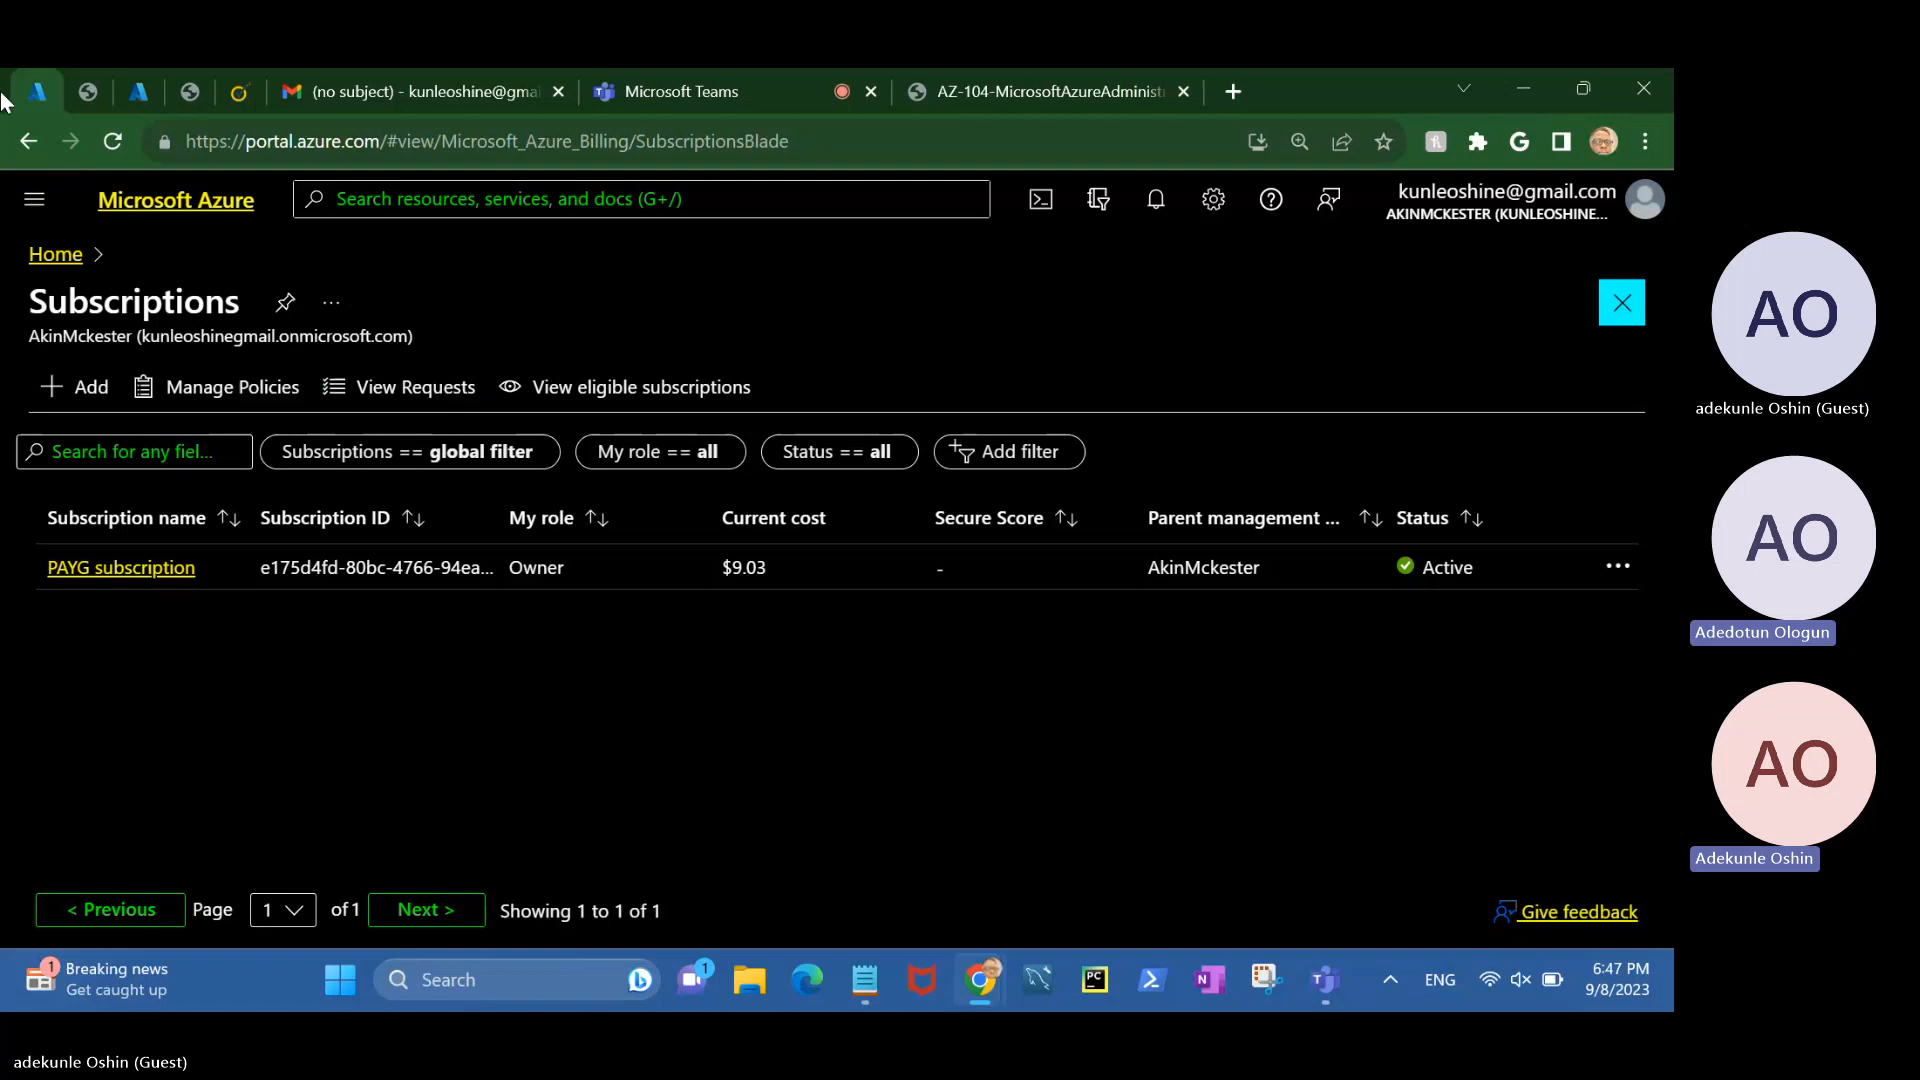 (no subject) - kunleoshine@gma
Microsoft Teams
AZ-104-MicrosoftAzureAdministr
https://portal.azure.com/#view/Microsoft_Azure_Billing/SubscriptionsBlade
Microsoft Azure
Search resources, services, and docs (G+/)
kunleoshine@gmail.com
AKINMCKESTER (KUNLEOSHINE...
Home
Subscriptions
AkinMckester (kunleoshinegmail.onmicrosoft.com)
Add
Manage Policies
View Requests
View eligible subscriptions
Search for any fiel...
Subscriptions == global filter
My role == all
Status == all
Add filter
Subscription name
Subscription ID
My role
Current cost
Secure Score
Parent management ...
Status
PAYG subscription
e175d4fd-80bc-4766-94ea...
Owner
$9.03
-
AkinMckester
Active
< Previous
Page
1
of 1
Next >
Showing 1 to 1 of 1
Give feedback
1
Breaking news
Get caught up
Search
1
PC
N
ENG
6:47 PM
9/8/2023
AO
adekunle Oshin (Guest)
AO
Adedotun Ologun
AO
Adekunle Oshin
adekunle Oshin (Guest)